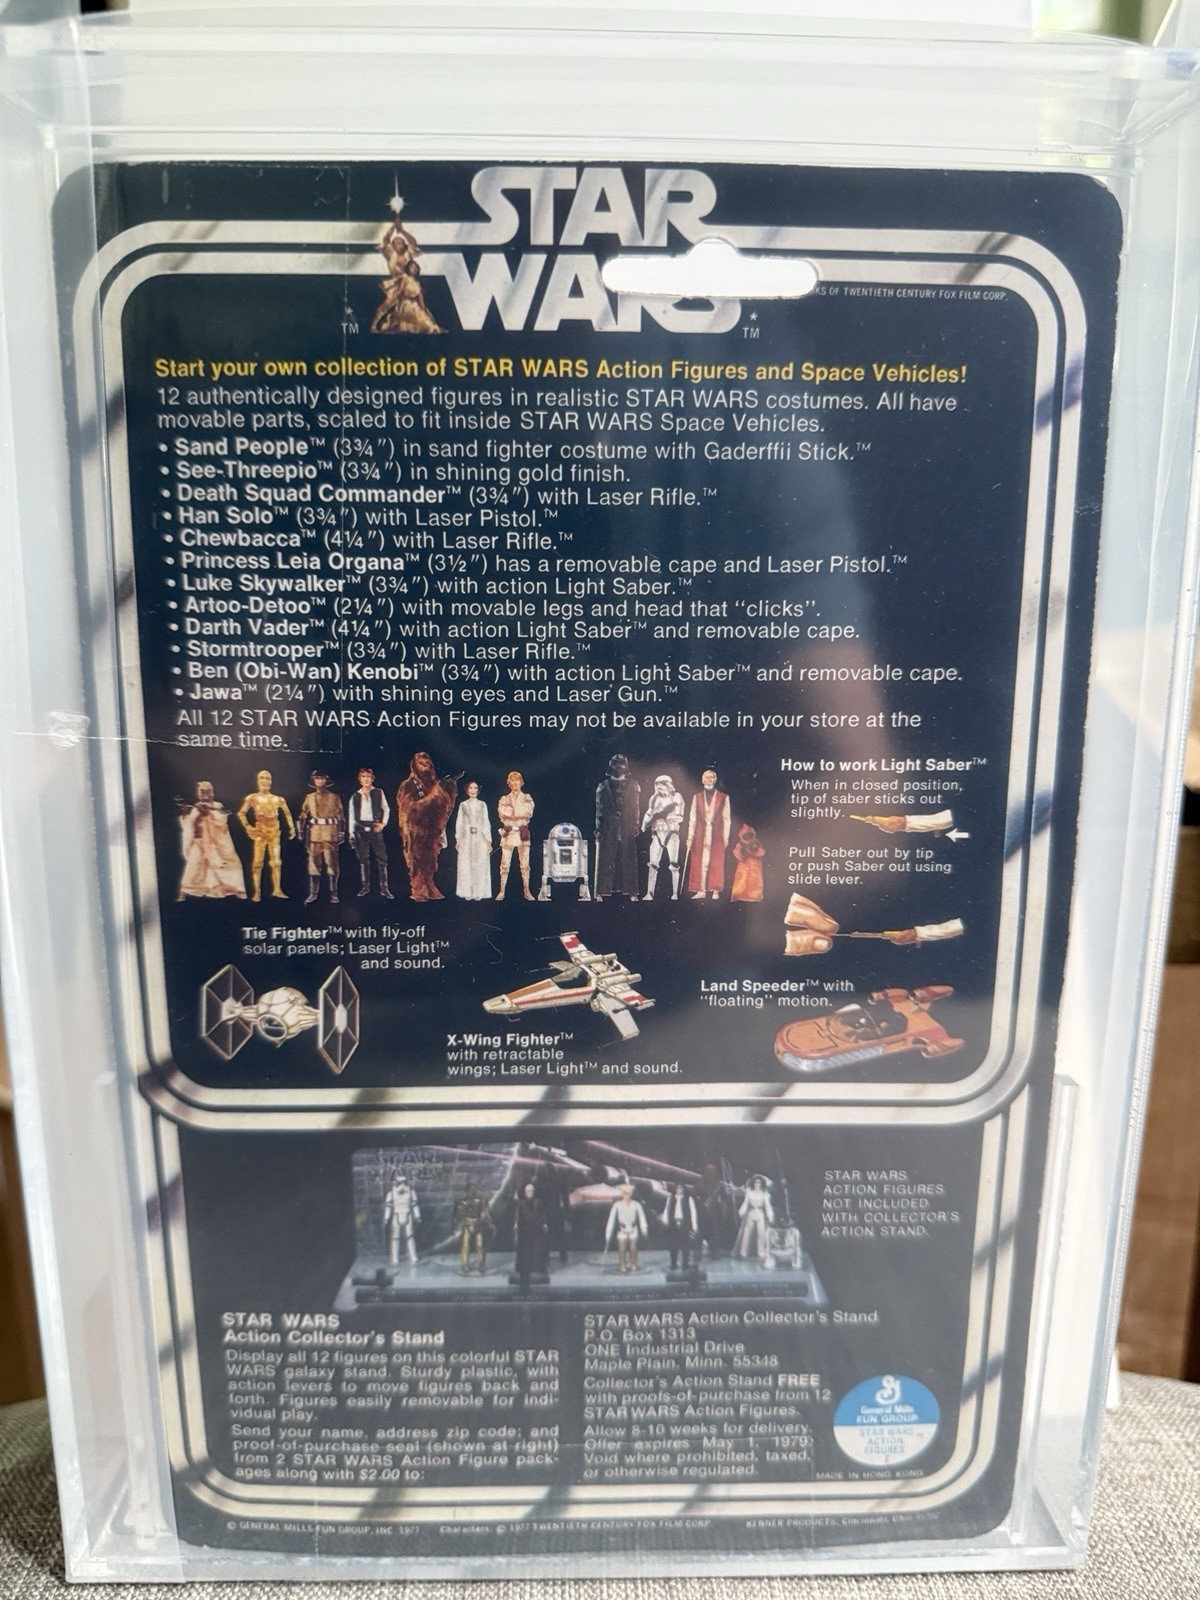 STAR
WARS
TM
TM
KS OF TWENTIETH CENTURY FOX FILM CORP.
Start your own collection of STAR WARS Action Figures and Space Vehicles!
12 authentically designed figures in realistic STAR WARS costumes. All have
movable parts, scaled to fit inside STAR WARS Space Vehicles.
• Sand People™ (3¾″) in sand fighter costume with Gaderffii Stick.™
• See-Threepio™ (3¾″) in shining gold finish.
• Death Squad Commander™ (3¾″) with Laser Rifle.™
• Han Solo™ (3¾″) with Laser Pistol.™
• Chewbacca™ (4¼″) with Laser Rifle.™
• Princess Leia Organa™ (3½″) has a removable cape and Laser Pistol.™
• Luke Skywalker™ (3¾″) with action Light Saber.™
• Artoo-Detoo™ (2¼″) with movable legs and head that “clicks”.
• Darth Vader™ (4¼″) with action Light Saber™ and removable cape.
• Stormtrooper™ (3¾″) with Laser Rifle.™
• Ben (Obi-Wan) Kenobi™ (3¾″) with action Light Saber™ and removable cape.
• Jawa™ (2¼″) with shining eyes and Laser Gun.™
All 12 STAR WARS Action Figures may not be available in your store at the
same time.
How to work Light Saber™
When in closed position,
tip of saber sticks out
slightly.
Pull Saber out by tip
or push Saber out using
slide lever.
Tie Fighter™ with fly-off
solar panels; Laser Light™
and sound.
X-Wing Fighter™
with retractable
wings; Laser Light™ and sound.
Land Speeder™ with
“floating” motion.
STAR
WARS
STAR WARS
ACTION FIGURES
NOT INCLUDED
WITH COLLECTOR'S
ACTION STAND.
STAR WARS
Action Collector's Stand
Display all 12 figures on this colorful STAR
WARS galaxy stand. Sturdy plastic, with
action levers to move figures back and
forth. Figures easily removable for indi-
vidual play.
Send your name, address zip code; and
proof-of-purchase seal (shown at right)
from 2 STAR WARS Action Figure pack-
ages along with $2.00 to:
STAR WARS Action Collector's Stand
P.O. Box 1313
ONE Industrial Drive
Maple Plain, Minn. 55348
Collector's Action Stand FREE
with proofs-of-purchase from 12
STAR WARS Action Figures.
Allow 8-10 weeks for delivery.
Offer expires May 1, 1979.
Void where prohibited, taxed,
or otherwise regulated.
General Mills
FUN GROUP
STAR WARS™
ACTION
FIGURES
MADE IN HONG KONG
© GENERAL MILLS FUN GROUP, INC. 1977 Characters: © 1977 TWENTIETH CENTURY FOX FILM CORP. KENNER PRODUCTS, Cincinnati, Ohio